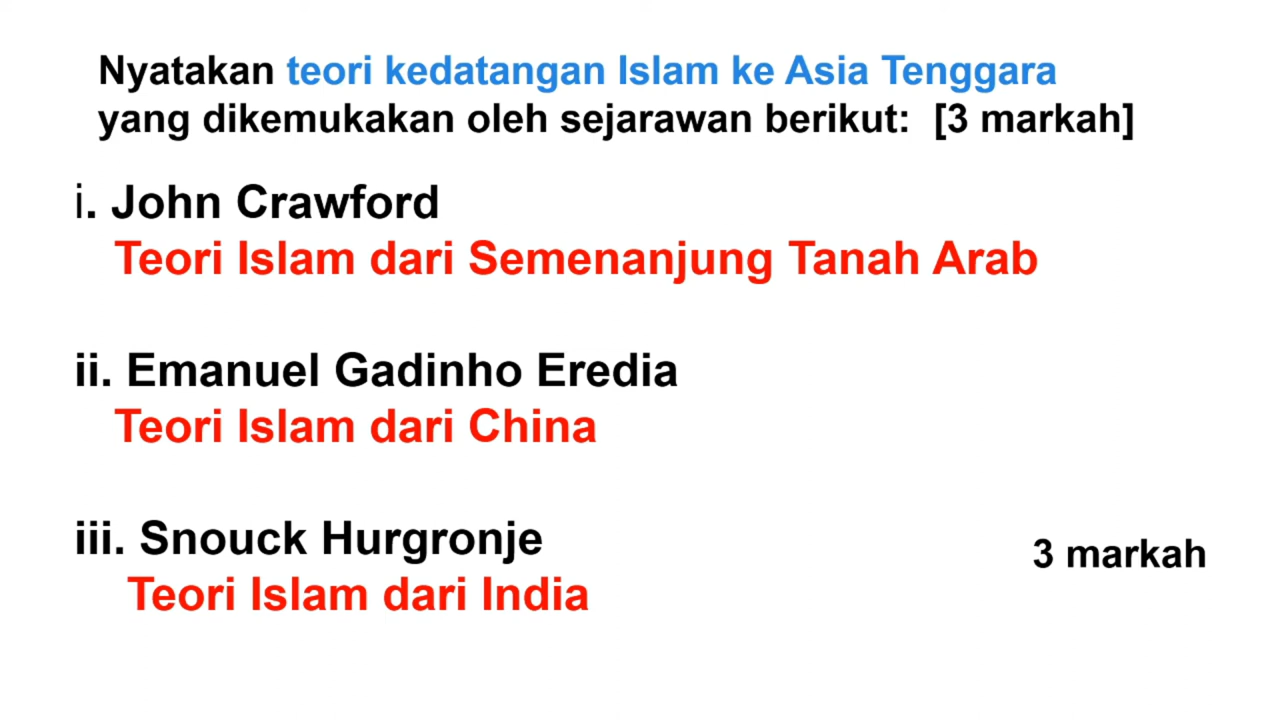 Nyatakan teori kedatangan Islam ke Asia Tenggara
yang dikemukakan oleh sejarawan berikut: [3 markah]
i. John Crawford
Teori Islam dari Semenanjung Tanah Arab
ii. Emanuel Gadinho Eredia
Teori Islam dari China
iii. Snouck Hurgronje
3 markah
Teori Islam dari India